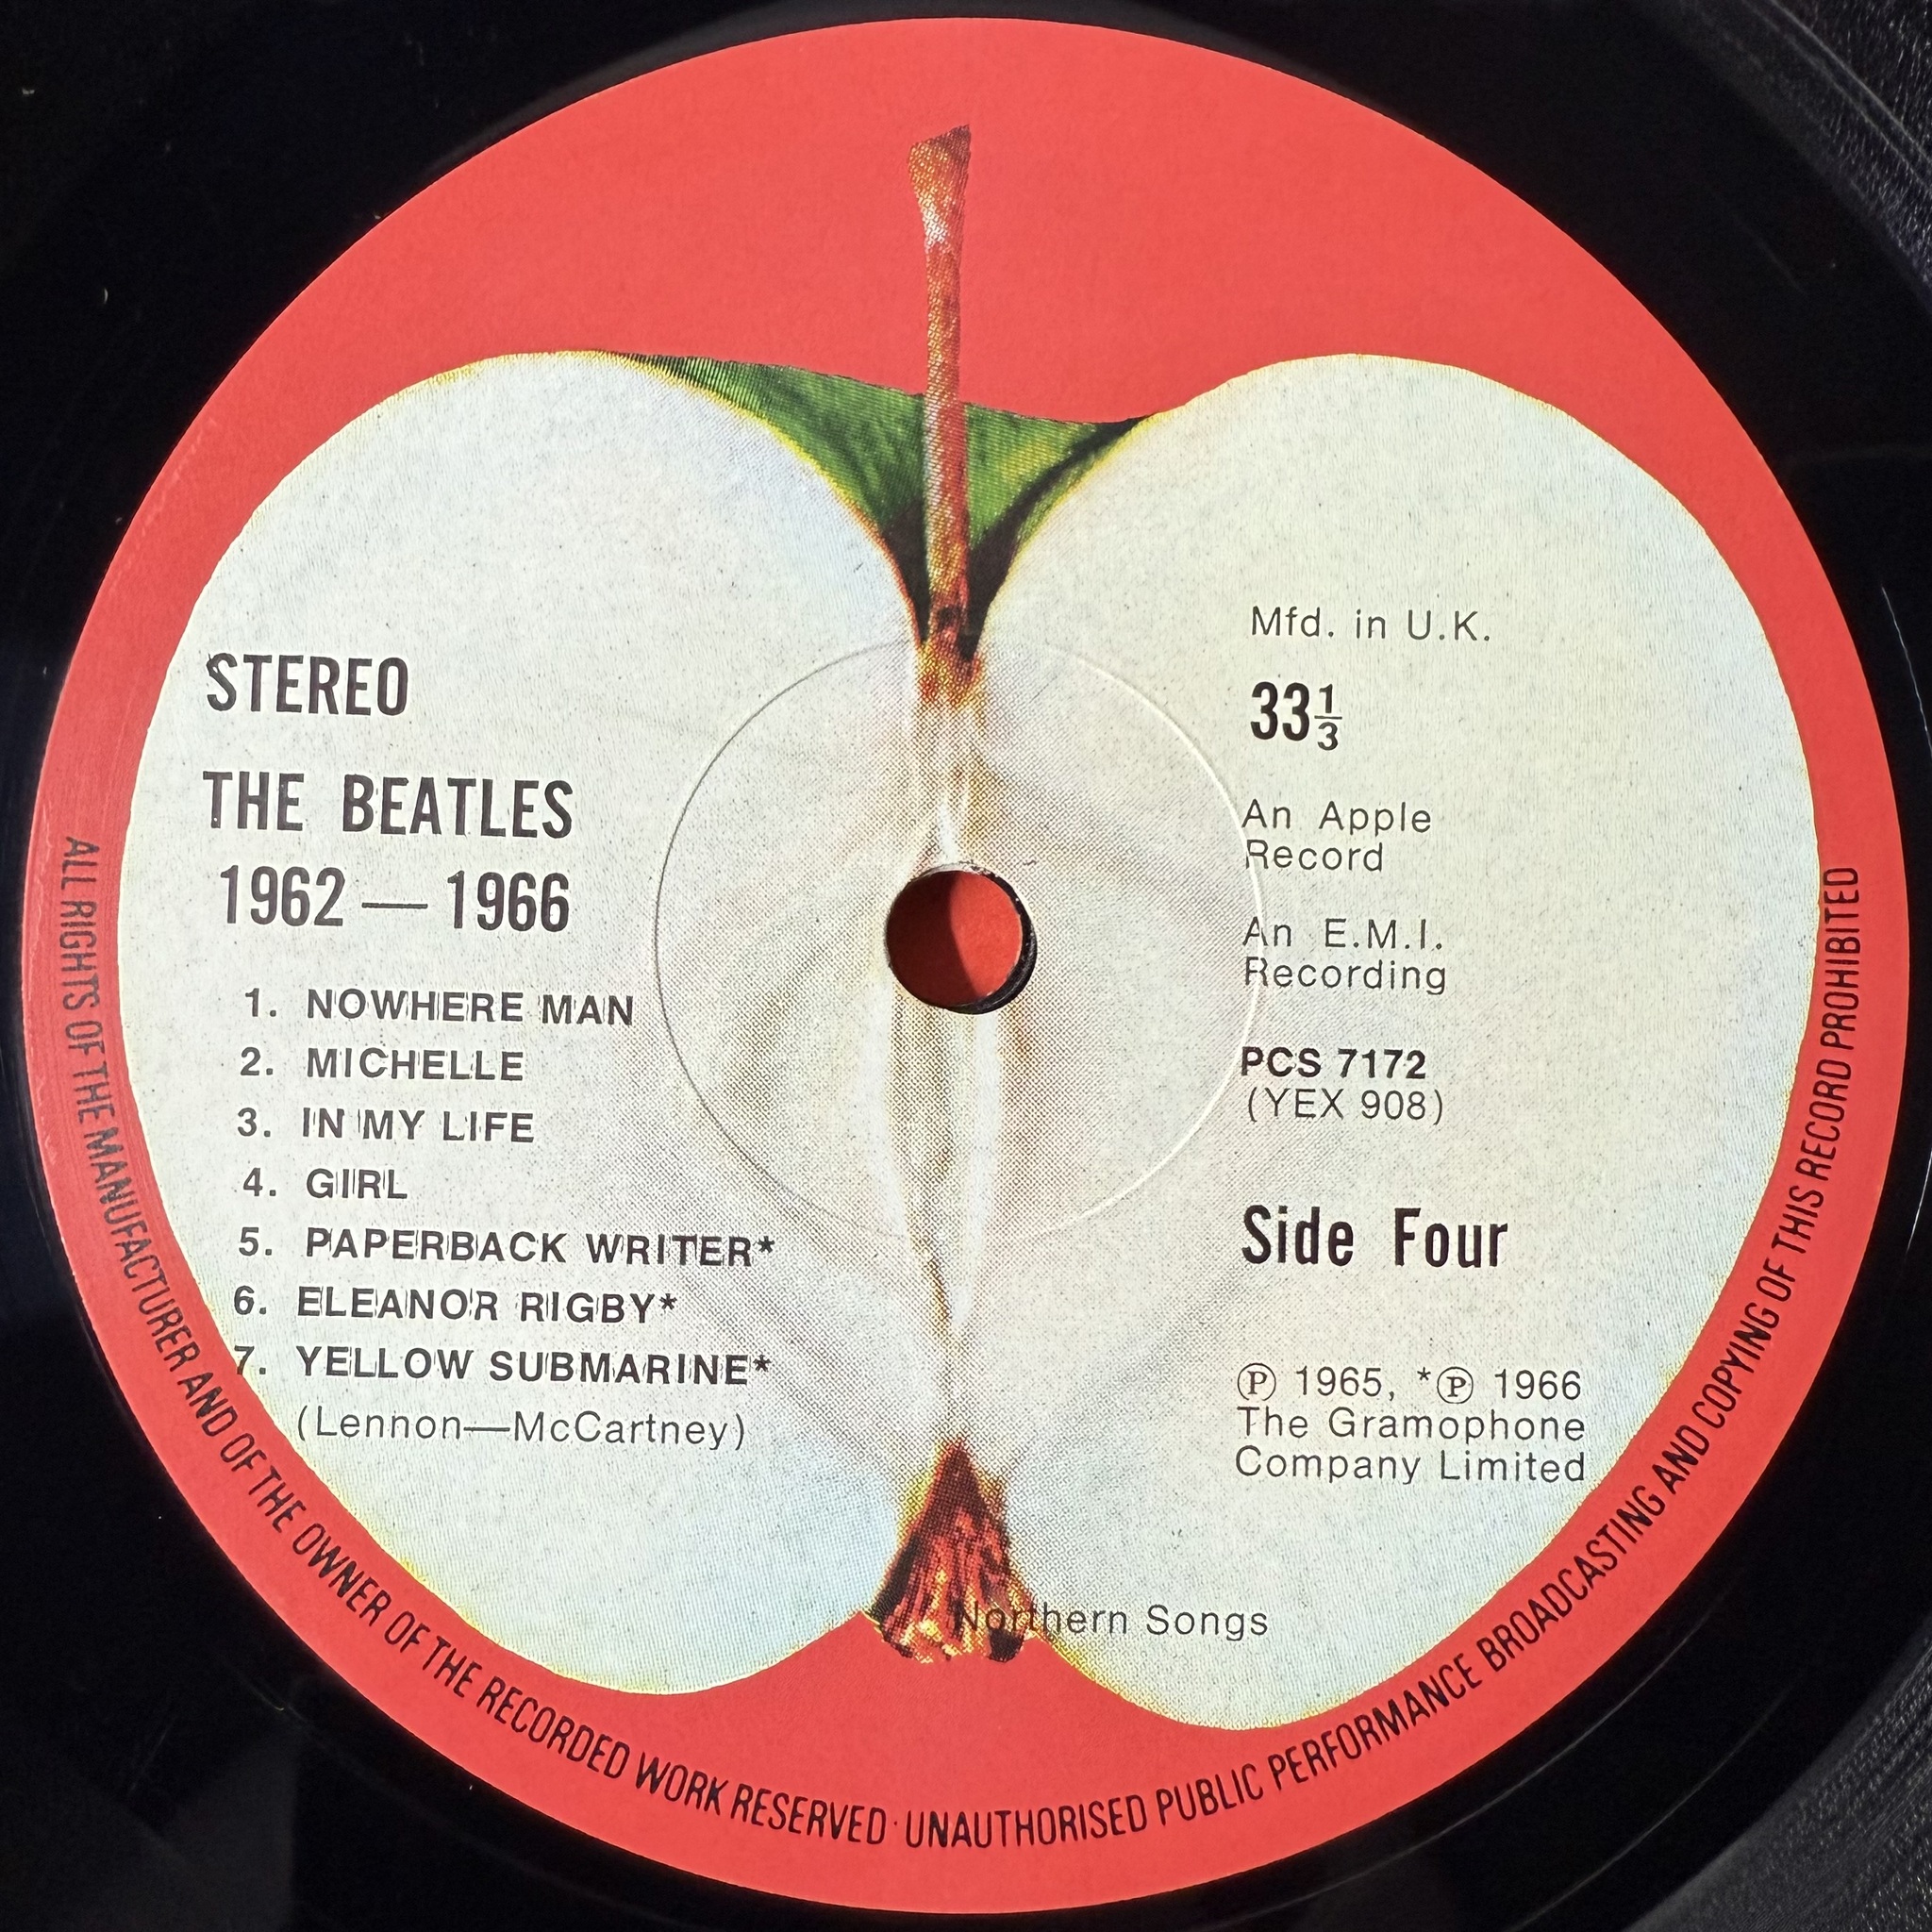 STEREO
THE BEATLES
1962 — 1966
1. NOWHERE MAN
2. MICHELLE
3. IN MY LIFE
4. GIRL
5. PAPERBACK WRITER*
6. ELEANOR RIGBY*
7. YELLOW SUBMARINE*
(Lennon—McCartney)
Mfd. in U.K.
33⅓
An Apple
Record
An E.M.I.
Recording
PCS 7172
(YEX 908)
Side Four
Ⓟ 1965, *Ⓟ 1966
The Gramophone
Company Limited
Northern Songs
ALL RIGHTS OF THE MANUFACTURER AND OF THE OWNER OF THE RECORDED WORK RESERVED · UNAUTHORISED PUBLIC PERFORMANCE BROADCASTING AND COPYING OF THIS RECORD PROHIBITED